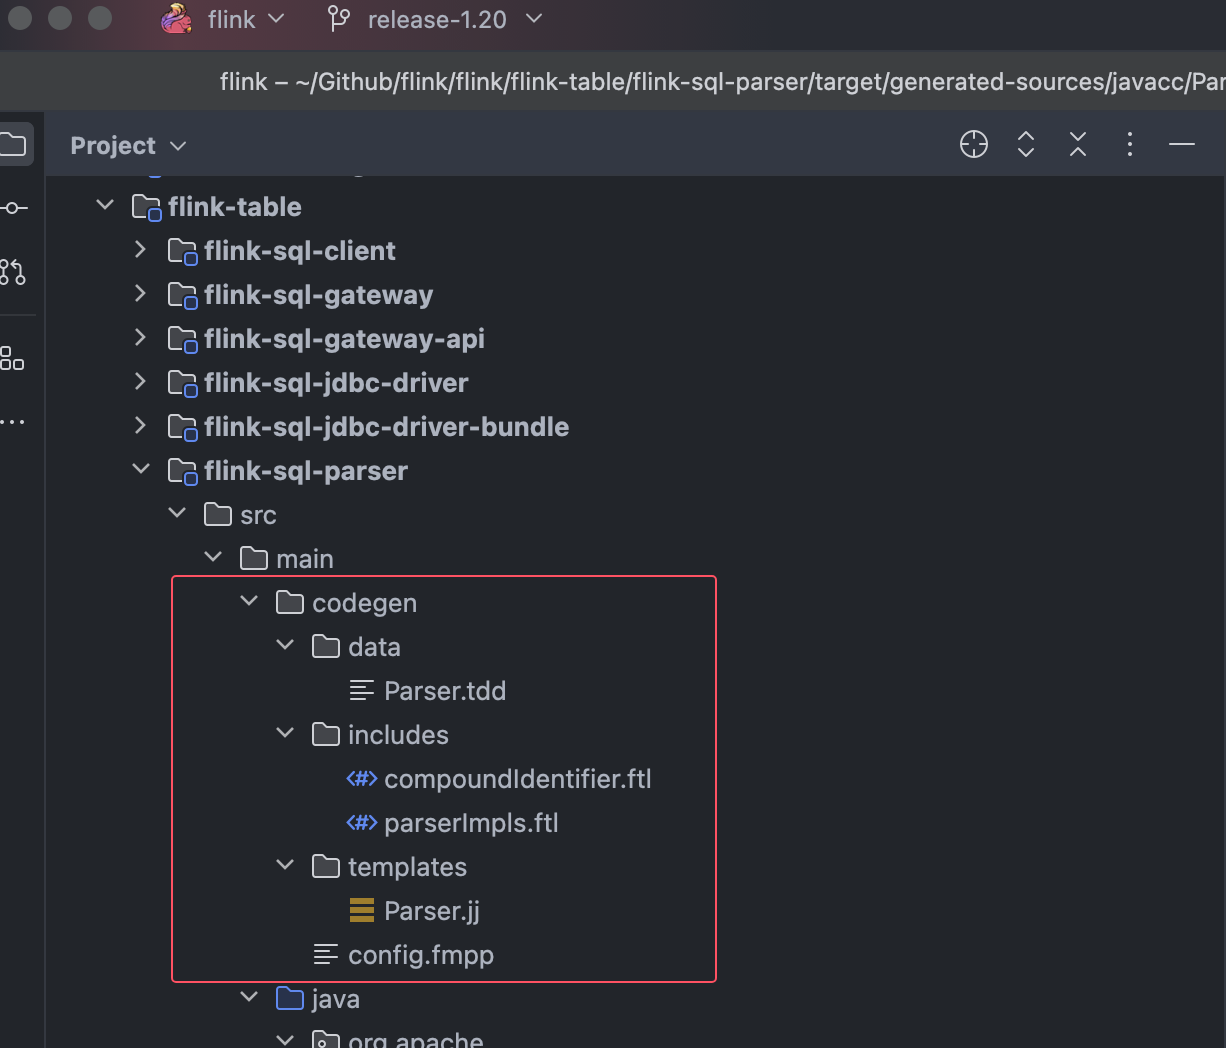 flink release-1.20
flink – ~/Github/flink/flink/flink-table/flink-sql-parser/target/generated-sources/javacc/Par
Project
flink-table
flink-sql-client
flink-sql-gateway
flink-sql-gateway-api
flink-sql-jdbc-driver
flink-sql-jdbc-driver-bundle
flink-sql-parser
src
main
codegen
data
Parser.tdd
includes
compoundIdentifier.ftl
parserImpls.ftl
templates
Parser.jj
config.fmpp
java
org.apache